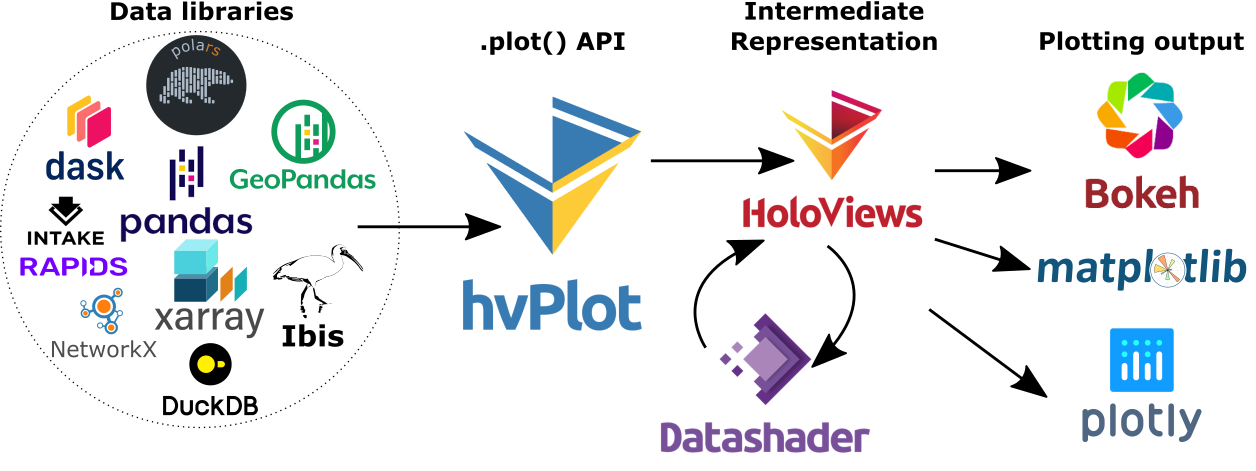 Data libraries
.plot() API
Intermediate
Representation
Plotting output
polars
dask
GeoPandas
pandas
INTAKE
RAPIDS
xarray
Ibis
NetworkX
DuckDB
hvPlot
HoloViews
Datashader
Bokeh
matplotlib
plotly